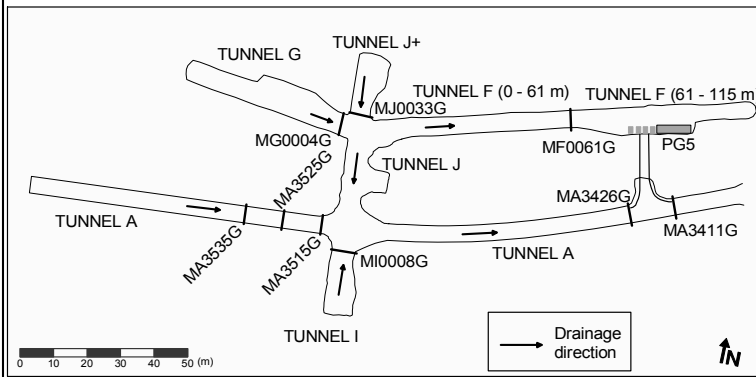 TUNNEL J+
TUNNEL G
TUNNEL F (0 - 61 m)
TUNNEL F (61 - 115 m
MJ0033G
MG0004G
MF0061G
PG5
TUNNEL J
MA3525G
MA3426G
TUNNEL A
MA3535G
MA3515G
MI0008G
TUNNEL A
MA3411G
TUNNEL I
Drainage
direction
0 10 20 30 40 50 (m)
N